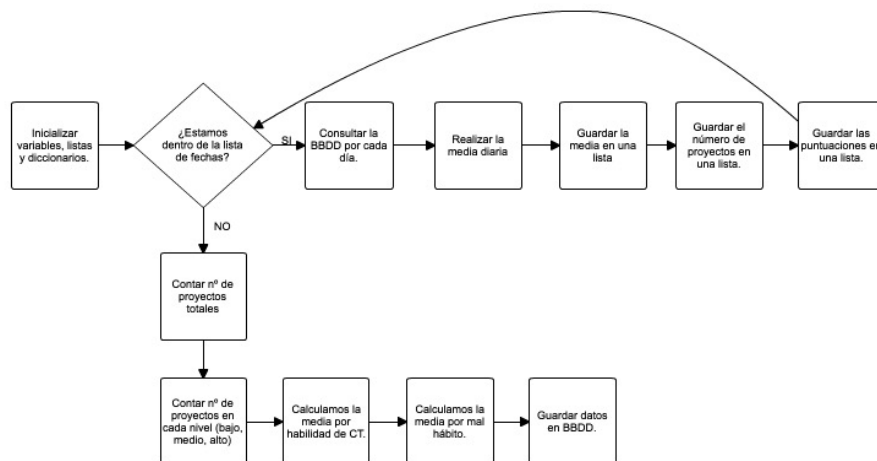 Inicializar
variables, listas
y diccionarios.
¿Estamos
dentro de la lista
de fechas?
SI
Consultar la
BBDD por cada
día.
Realizar la
media diaria
Guardar la
media en una
lista
Guardar el
número de
proyectos en
una lista.
Guardar las
puntuaciones en
una lista.
NO
Contar nº de
proyectos
totales
Contar nº de
proyectos en
cada nivel (bajo,
medio, alto)
Calculamos la
media por
habilidad de CT.
Calculamos la
media por mal
hábito.
Guardar datos
en BBDD.